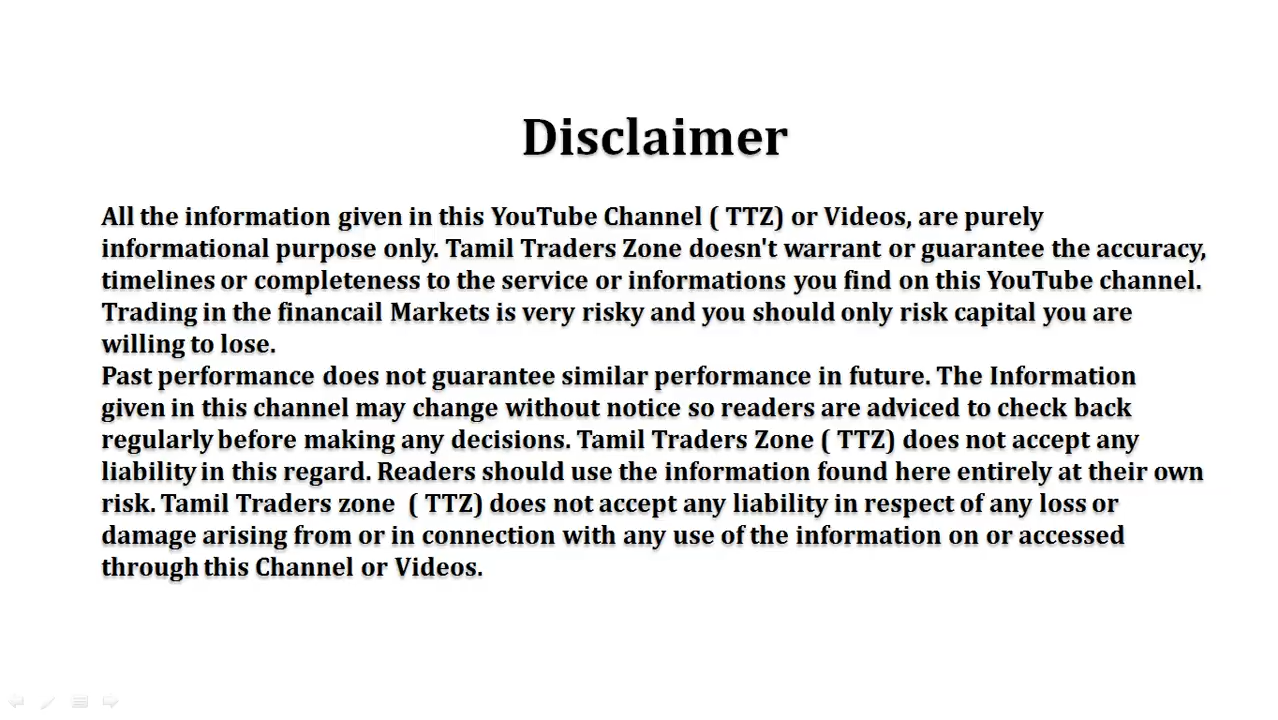 Disclaimer
All the information given in this YouTube Channel ( TTZ) or Videos, are purely
informational purpose only. Tamil Traders Zone doesn't warrant or guarantee the accuracy,
timelines or completeness to the service or informations you find on this YouTube channel.
Trading in the financail Markets is very risky and you should only risk capital you are
willing to lose.
Past performance does not guarantee similar performance in future. The Information
given in this channel may change without notice so readers are adviced to check back
regularly before making any decisions. Tamil Traders Zone ( TTZ) does not accept any
liability in this regard. Readers should use the information found here entirely at their own
risk. Tamil Traders zone  ( TTZ) does not accept any liability in respect of any loss or
damage arising from or in connection with any use of the information on or accessed
through this Channel or Videos.